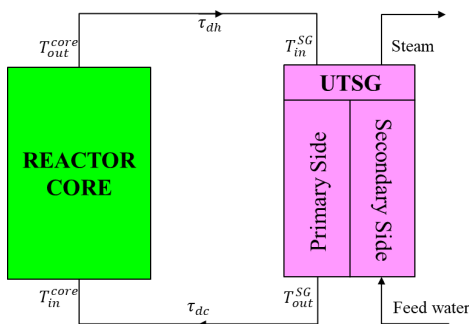 τ_dh
T_out^core
T_in^SG
Steam
UTSG
REACTOR
CORE
Primary Side
Secondary Side
T_in^core
T_out^SG
Feed water
τ_dc